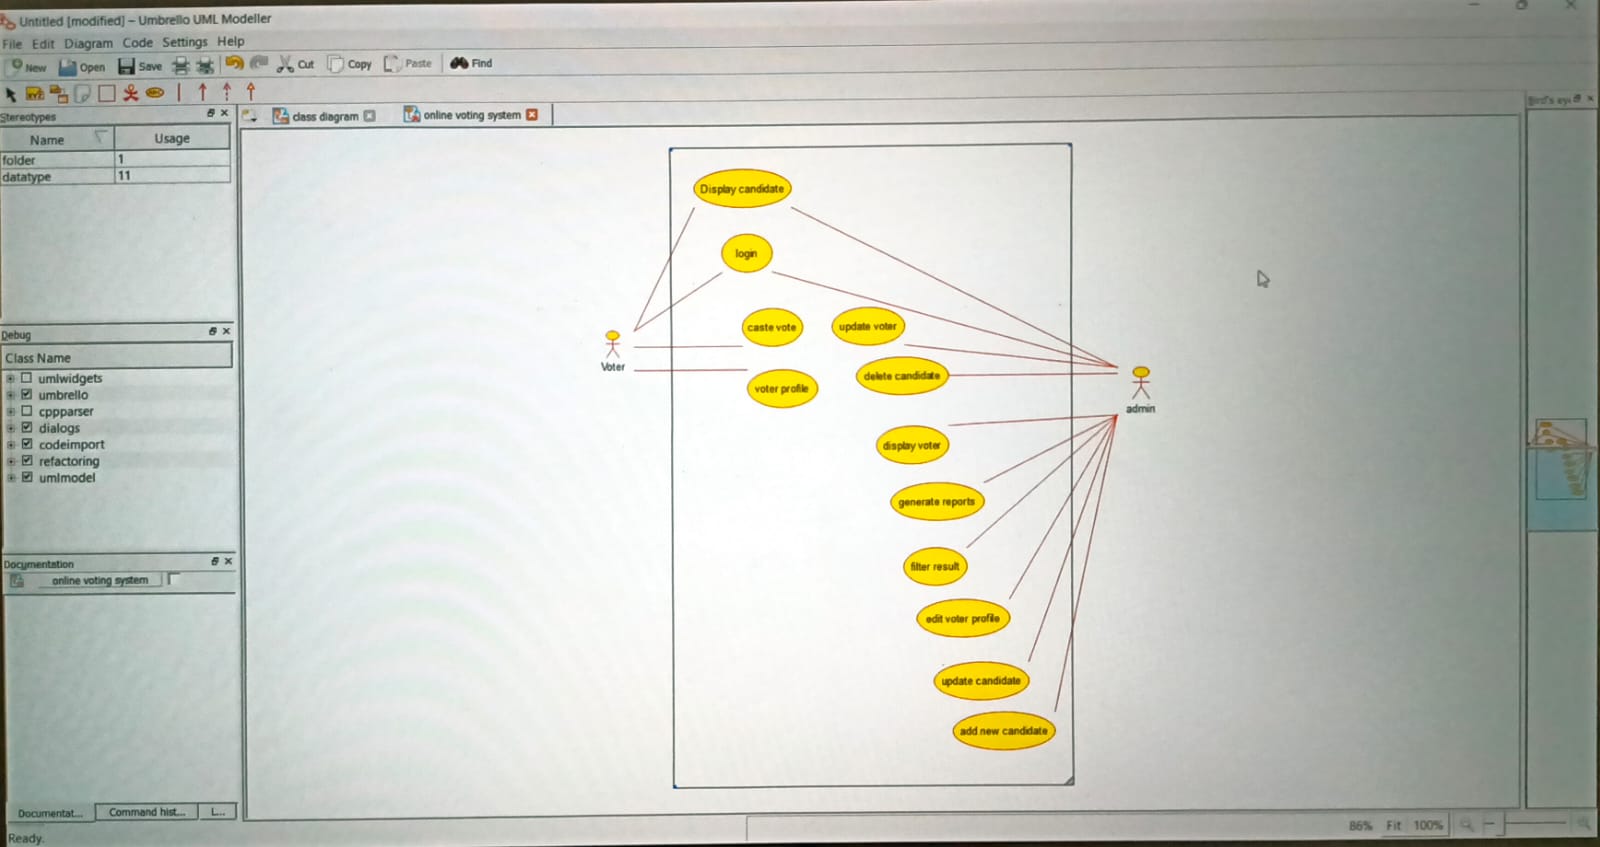 Untitled [modified] – Umbrello UML Modeller
File Edit Diagram Code Settings Help
New Open Save Cut Copy Paste Find
XYZ ABC
Stereotypes
class diagram online voting system
Name Usage
folder 1
datatype 11
Debug
Class Name
umlwidgets
umbrello
cppparser
dialogs
codeimport
refactoring
umlmodel
Documentation
online voting system
Documentat... Command hist... L...
Ready.
Display candidate
login
caste vote update voter
Voter
delete candidate
voter profile
admin
display voter
generate reports
filter result
edit voter profile
update candidate
add new candidate
86% Fit 100%